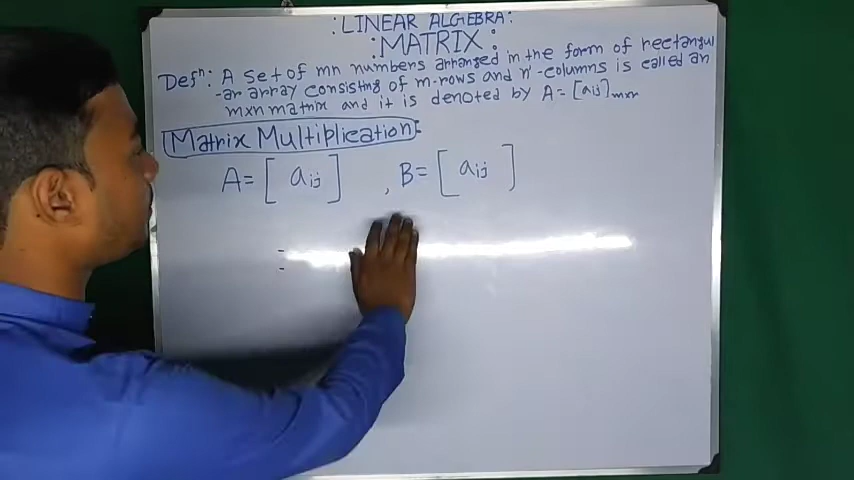 :LINEAR ALGEBRA:
:MATRIX:
Defⁿ: A set of mn numbers arranged in the form of rectangul
-ar array consisting of m-rows and n'-columns is called an
mxn matrix and it is denoted by A = [aij]mxn
Matrix Multiplication:
A = [ aij ] , B = [ aij ]
=